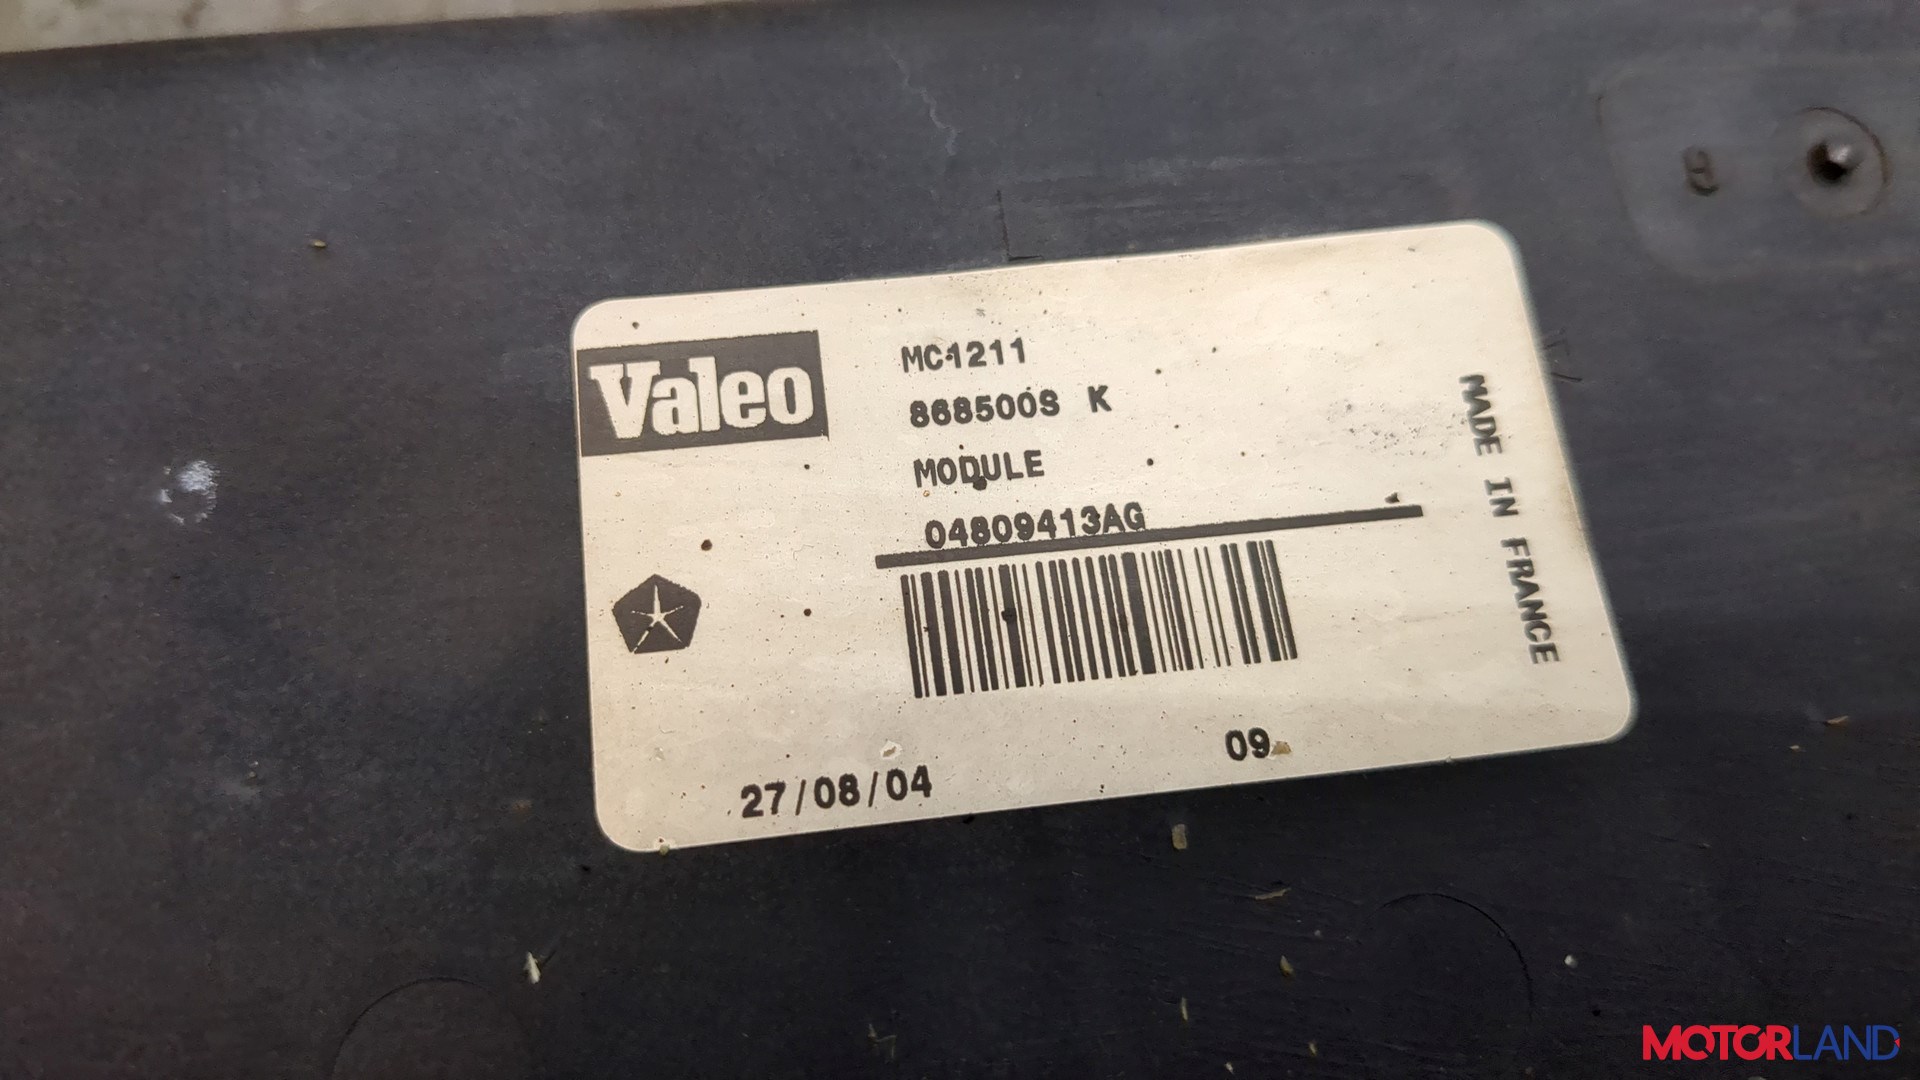 Valeo
MC1211
868500S K
MODULE
04809413AG
MADE IN FRANCE
27/08/04
09
MOTORLAND